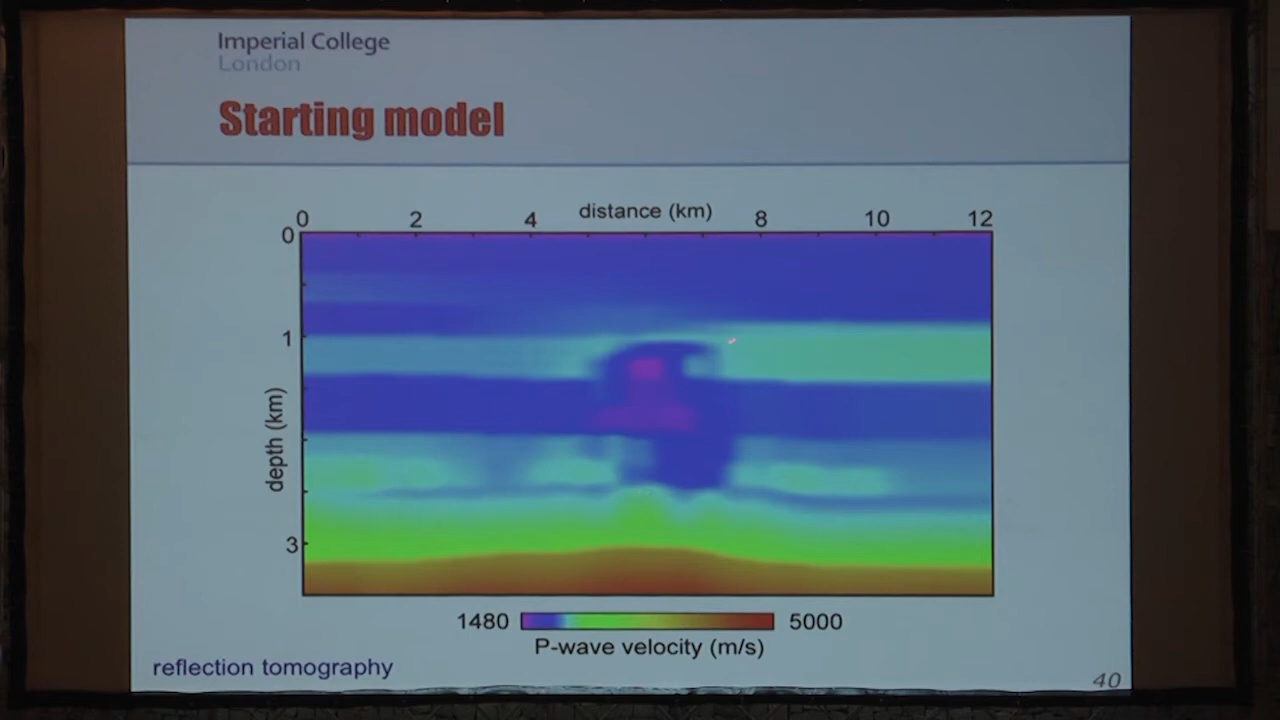 Imperial College
London
Starting model
distance (km)
0 2 4 8 10 12
0
1
3
depth (km)
1480 5000
P-wave velocity (m/s)
reflection tomography
40